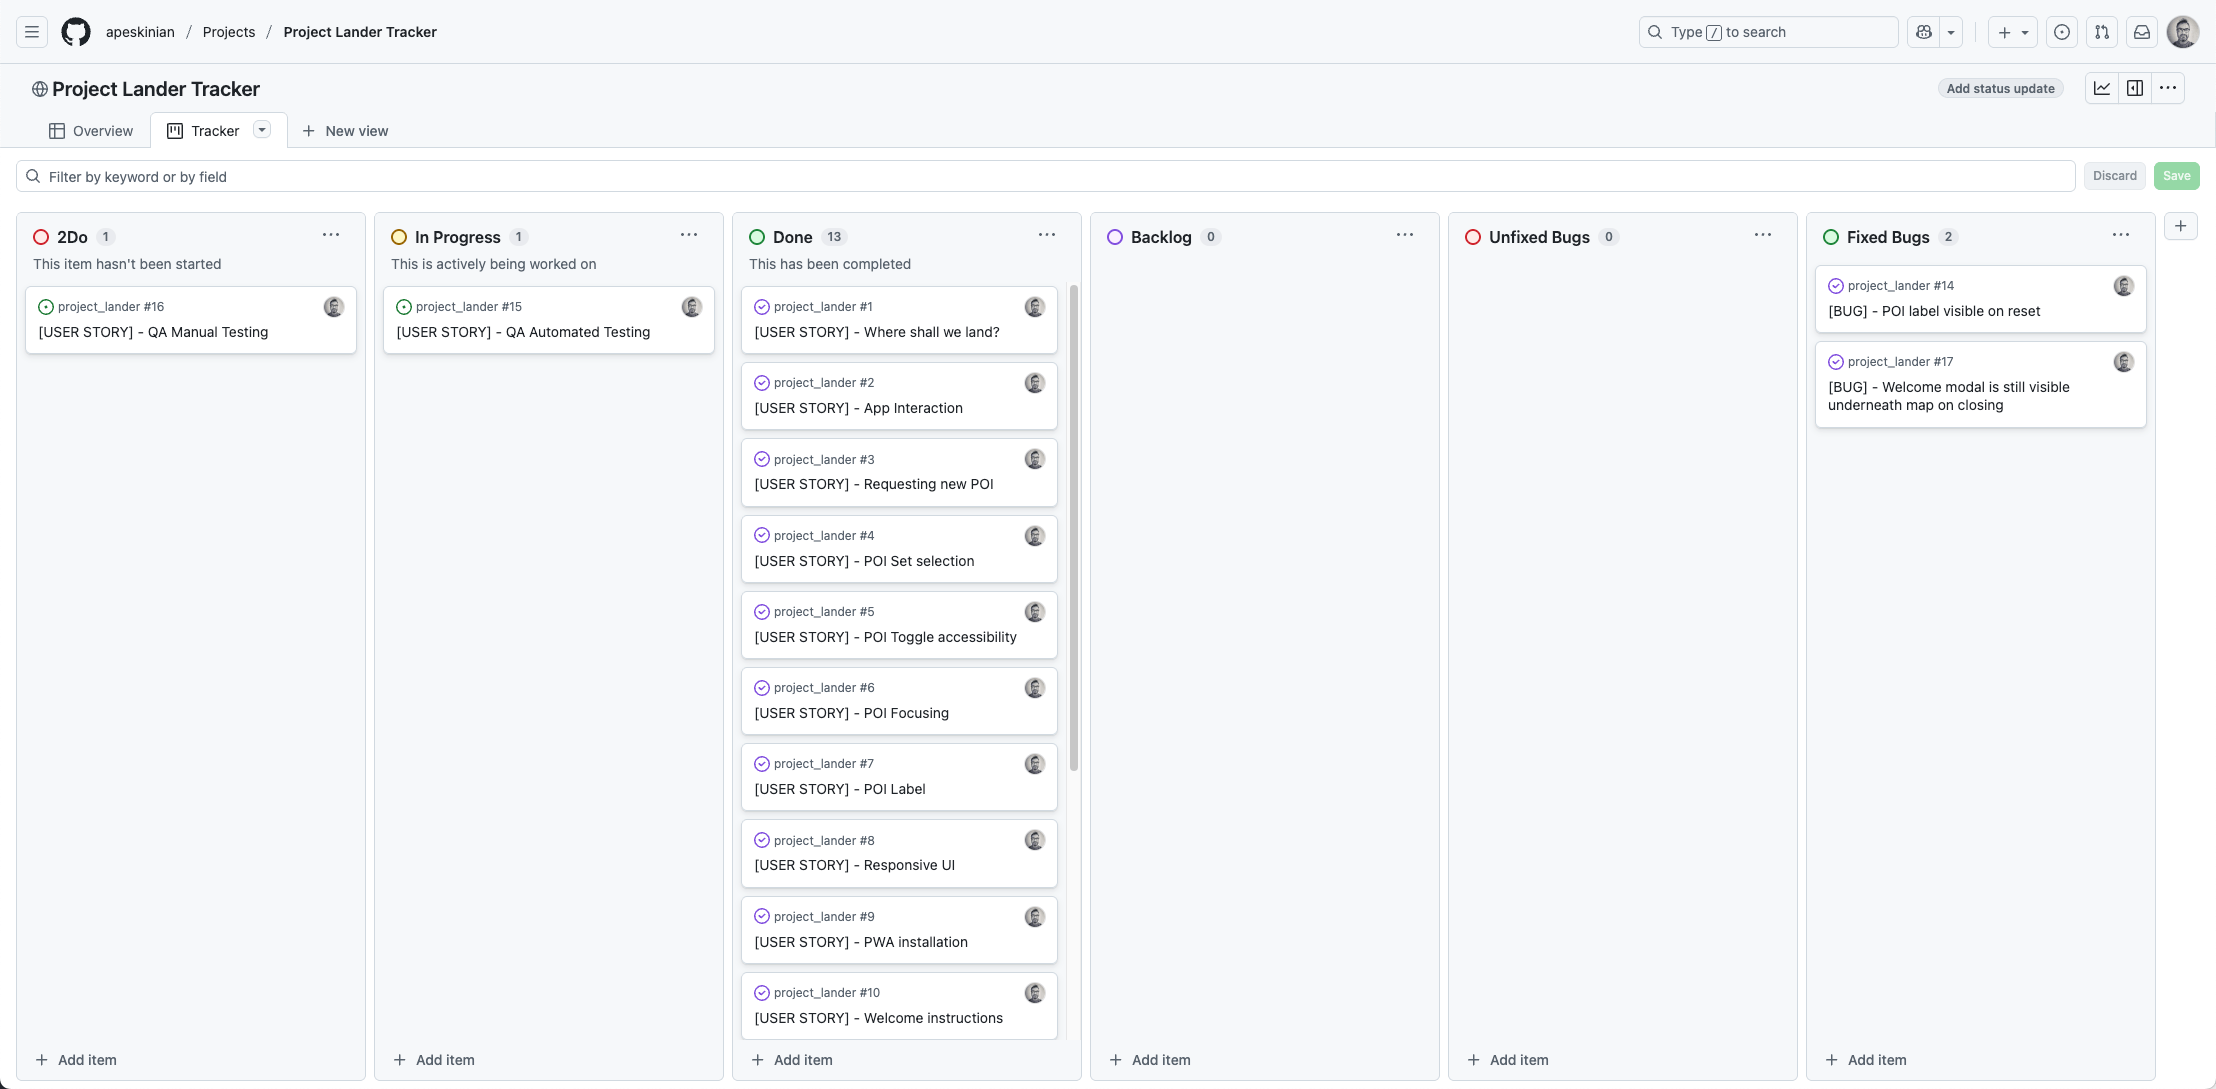 apeskinian / Projects / Project Lander Tracker
Type / to search
Project Lander Tracker
Add status update
Overview
Tracker
New view
Filter by keyword or by field
Discard
Save
2Do 1
This item hasn't been started
project_lander #16
[USER STORY] - QA Manual Testing
Add item
In Progress 1
This is actively being worked on
project_lander #15
[USER STORY] - QA Automated Testing
Add item
Done 13
This has been completed
project_lander #1
[USER STORY] - Where shall we land?
project_lander #2
[USER STORY] - App Interaction
project_lander #3
[USER STORY] - Requesting new POI
project_lander #4
[USER STORY] - POI Set selection
project_lander #5
[USER STORY] - POI Toggle accessibility
project_lander #6
[USER STORY] - POI Focusing
project_lander #7
[USER STORY] - POI Label
project_lander #8
[USER STORY] - Responsive UI
project_lander #9
[USER STORY] - PWA installation
project_lander #10
[USER STORY] - Welcome instructions
Add item
Backlog 0
Add item
Unfixed Bugs 0
Add item
Fixed Bugs 2
project_lander #14
[BUG] - POI label visible on reset
project_lander #17
[BUG] - Welcome modal is still visible
underneath map on closing
Add item